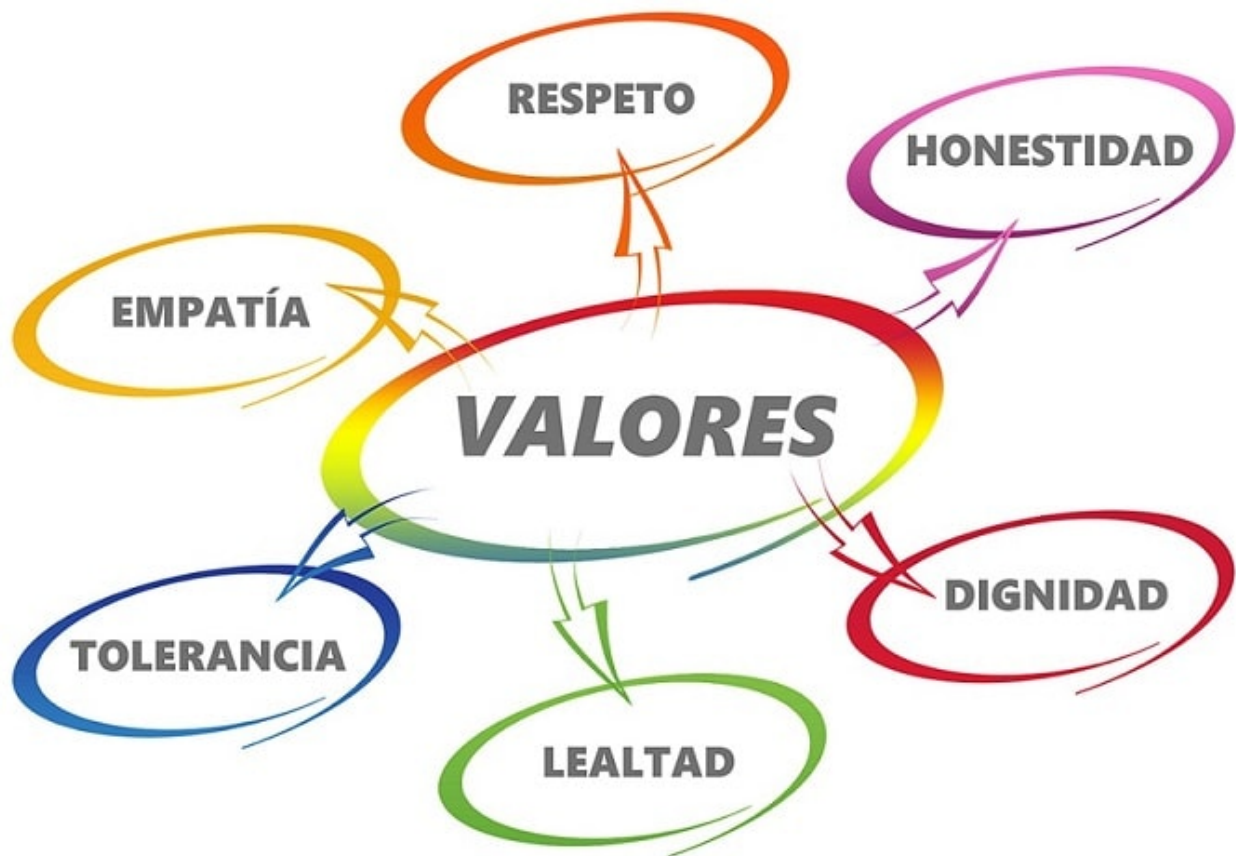 RESPETO
HONESTIDAD
EMPATÍA
VALORES
DIGNIDAD
TOLERANCIA
LEALTAD